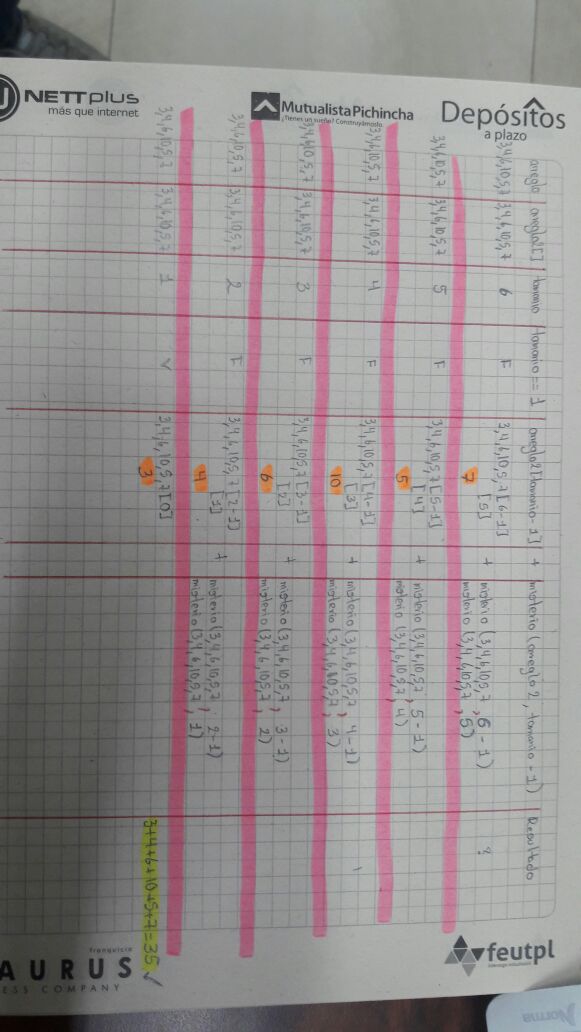 NETTplus
más que internet
MutualistaPichincha
¿Tienes un sueño? Construyámoslo
Depósitos
a plazo
arreglo arreglo2[] tamanio tamanio == 1 arreglo2[tamanio-1] + misterio (arreglo 2, tamanio - 1) Resultado
3,4,6,10,5,7 3,4,6,10,5,7 6 F 3,4,6,10,5,7 [6-1] + misterio (3,4,6,10,5,7, 6 - 1) ?
[5] misterio (3,4,6,10,5,7, 5)
7
3,4,6,10,5,7 3,4,6,10,5,7 5 F 3,4,6,10,5,7 [5-1] + misterio (3,4,6,10,5,7, 5-1)
[4] misterio (3,4,6,10,5,7, 4)
5
3,4,6,10,5,7 3,4,6,10,5,7 4 F 3,4,6,10,5,7 [4-1] + misterio (3,4,6,10,5,7, 4-1)
[3] misterio (3,4,6,10,5,7, 3)
10
3,4,6,10,5,7 3,4,6,10,5,7 3 F 3,4,6,10,5,7 [3-1] + misterio (3,4,6,10,5,7, 3-1)
[2] misterio (3,4,6,10,5,7, 2)
6
3,4,6,10,5,7 3,4,6,10,5,7 2 F 3,4,6,10,5,7 [2-1] + misterio (3,4,6,10,5,7, 2-1)
[1] misterio (3,4,6,10,5,7, 1)
4
3,4,6,10,5,7 3,4,6,10,5,7 1 V 3,4,6,10,5,7 [0]
3
3+4+6+10+5+7=35 ✓
feutpl
franquicia
AURUS
ESS COMPANY
Norma